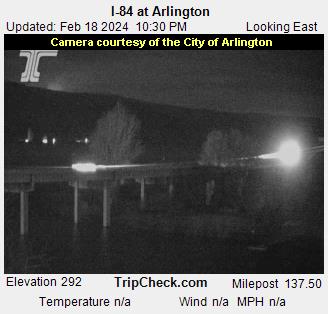 I-84 at Arlington
Updated: Feb 18 2024 10:30 PM Looking East
Camera courtesy of the City of Arlington
Elevation 292 TripCheck.com Milepost 137.50
Temperature n/a Wind n/a MPH n/a